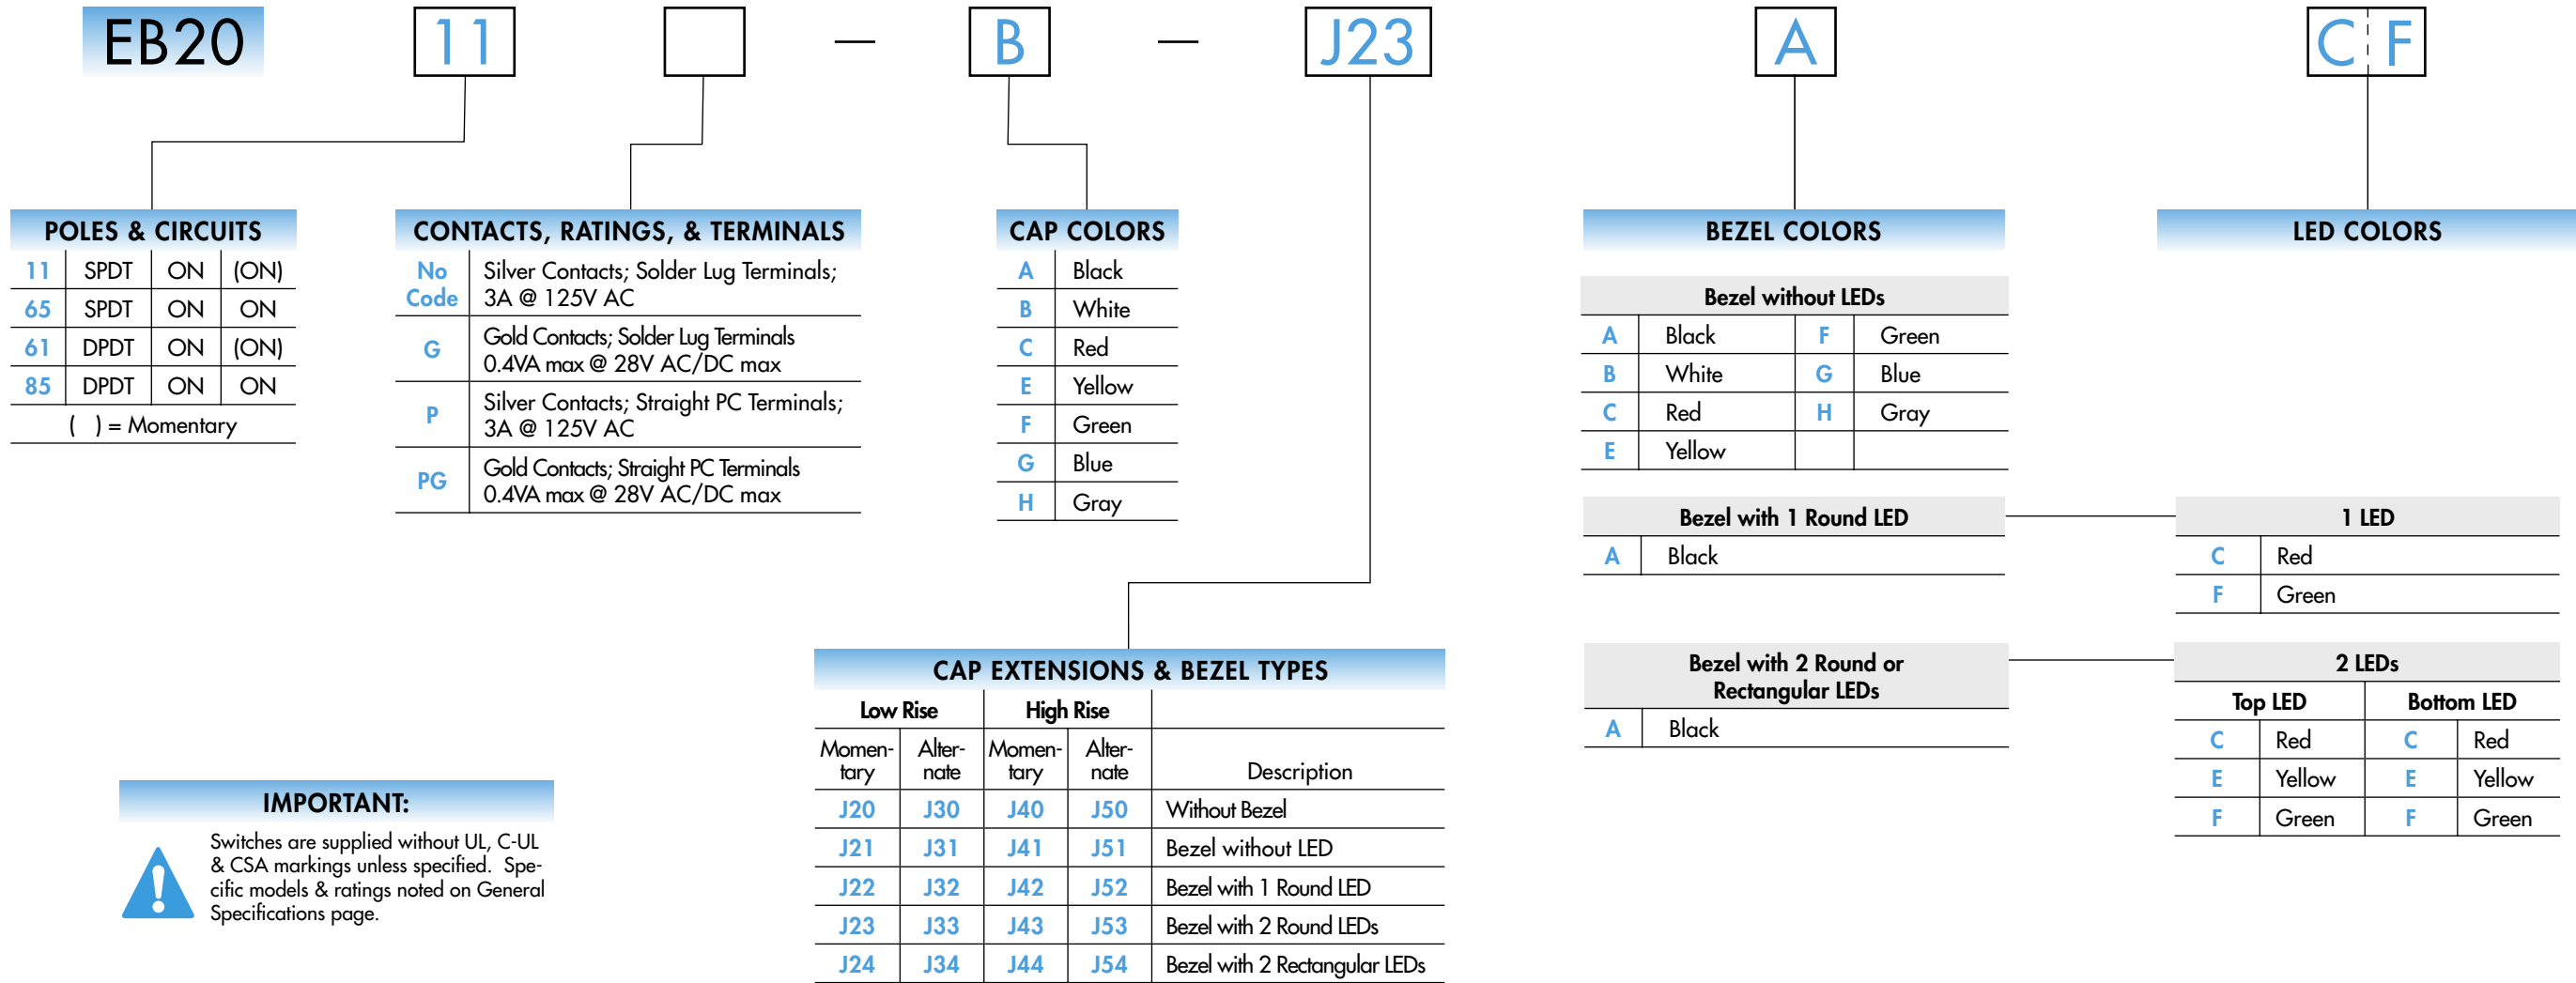 EB20 11 — B — J23 A C F
POLES & CIRCUITS
11 SPDT ON (ON)
65 SPDT ON ON
61 DPDT ON (ON)
85 DPDT ON ON
( ) = Momentary
CONTACTS, RATINGS, & TERMINALS
No
Code
Silver Contacts; Solder Lug Terminals;
3A @ 125V AC
G
Gold Contacts; Solder Lug Terminals
0.4VA max @ 28V AC/DC max
P
Silver Contacts; Straight PC Terminals;
3A @ 125V AC
PG
Gold Contacts; Straight PC Terminals
0.4VA max @ 28V AC/DC max
CAP COLORS
A Black
B White
C Red
E Yellow
F Green
G Blue
H Gray
BEZEL COLORS
Bezel without LEDs
A Black F Green
B White G Blue
C Red H Gray
E Yellow
Bezel with 1 Round LED
A Black
Bezel with 2 Round or
Rectangular LEDs
A Black
LED COLORS
1 LED
C Red
F Green
2 LEDs
Top LED Bottom LED
C Red C Red
E Yellow E Yellow
F Green F Green
CAP EXTENSIONS & BEZEL TYPES
Low Rise High Rise
Momen- Alter- Momen- Alter-
tary nate tary nate Description
J20 J30 J40 J50 Without Bezel
J21 J31 J41 J51 Bezel without LED
J22 J32 J42 J52 Bezel with 1 Round LED
J23 J33 J43 J53 Bezel with 2 Round LEDs
J24 J34 J44 J54 Bezel with 2 Rectangular LEDs
IMPORTANT:
Switches are supplied without UL, C-UL
& CSA markings unless specified. Spe-
cific models & ratings noted on General
Specifications page.